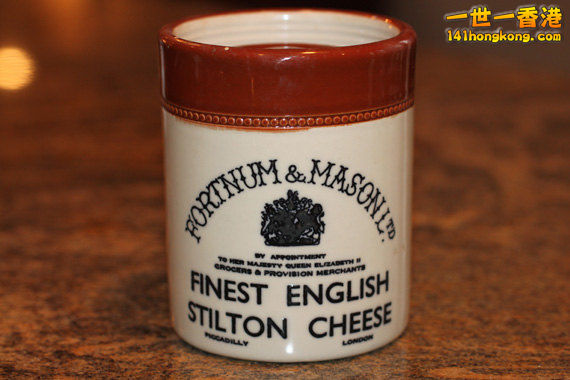 一世一香港
141hongkong.com
FORTNUM & MASON LTD
BY APPOINTMENT
TO HER MAJESTY QUEEN ELIZABETH II
GROCERS & PROVISION MERCHANTS
FINEST ENGLISH
STILTON CHEESE
PICCADILLY LONDON